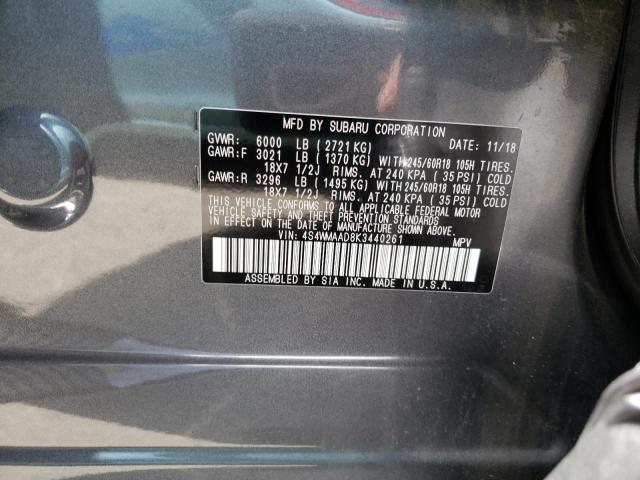 MFD BY SUBARU CORPORATION DATE: 11/18
GVWR: 6000 LB ( 2721 KG)
GAWR:F 3021 LB ( 1370 KG) WITH 245/60R18 105H TIRES.
18X7 1/2J RIMS. AT 240 KPA ( 35 PSI) COLD
GAWR:R 3296 LB ( 1495 KG) WITH 245/60R18 105H TIRES.
18X7 1/2J RIMS. AT 240 KPA ( 35 PSI) COLD
THIS VEHICLE CONFORMS TO ALL APPLICABLE FEDERAL MOTOR
VEHICLE SAFETY AND THEFT PREVENTION STANDARDS IN EFFECT ON THE
DATE OF MANUFACTURE SHOWN ABOVE.
VIN: 4S4WMAAD8K3440261 MPV
ASSEMBLED BY SIA INC. MADE IN U.S.A.